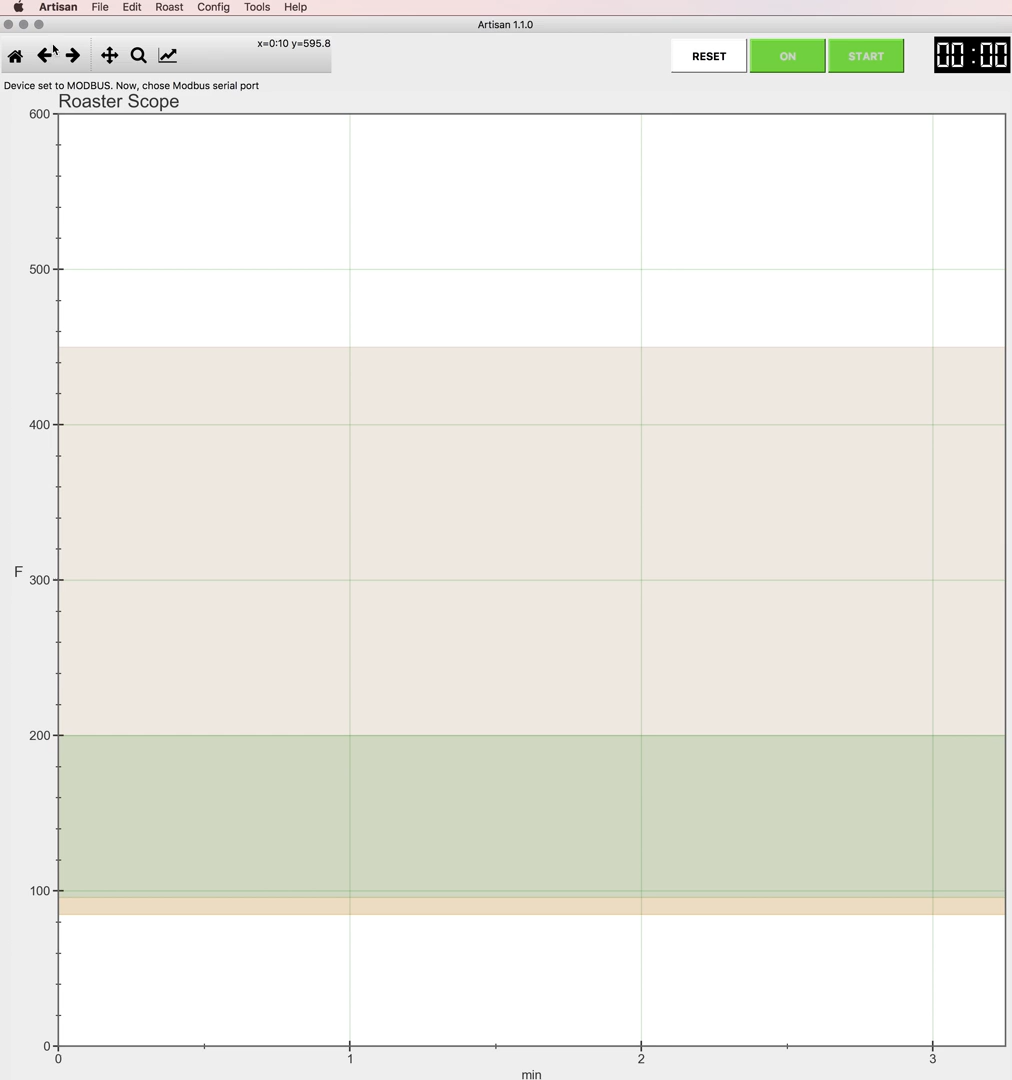 Artisan File Edit Roast Config Tools Help
Artisan 1.1.0
x=0:10 y=595.8
RESET ON START 00:00
Device set to MODBUS. Now, chose Modbus serial port
Roaster Scope
600
500
400
F 300
200
100
0
0 1 2 3
min